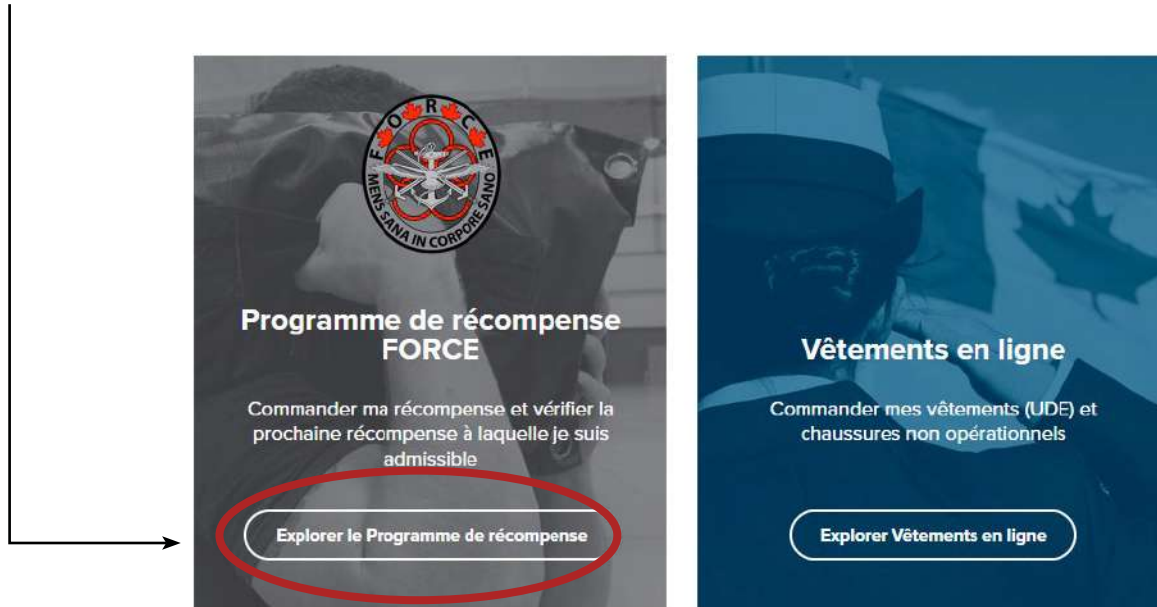 FORCE
MENS SANA IN CORPORE SANO
Programme de récompense
FORCE
Commander ma récompense et vérifier la
prochaine récompense à laquelle je suis
admissible
Explorer le Programme de récompense
Vêtements en ligne
Commander mes vêtements (UDE) et
chaussures non opérationnels
Explorer Vêtements en ligne